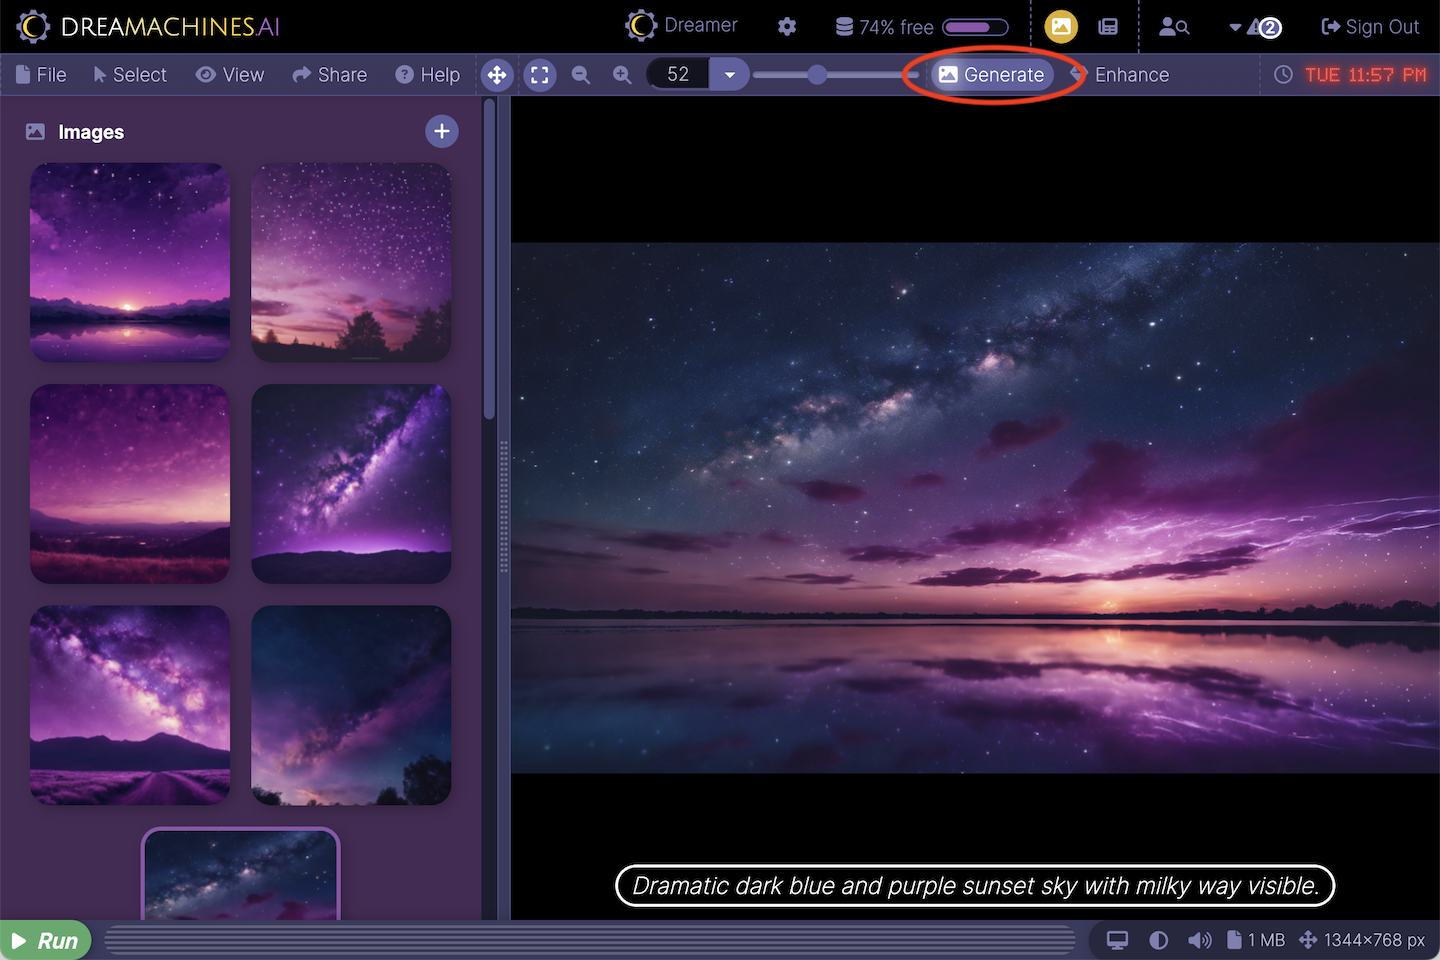 DREAMACHINES.AI
Dreamer
74% free
2
Sign Out
File
Select
View
Share
Help
52
Generate
Enhance
TUE 11:57 PM
Images
Dramatic dark blue and purple sunset sky with milky way visible.
Run
1 MB
1344×768 px